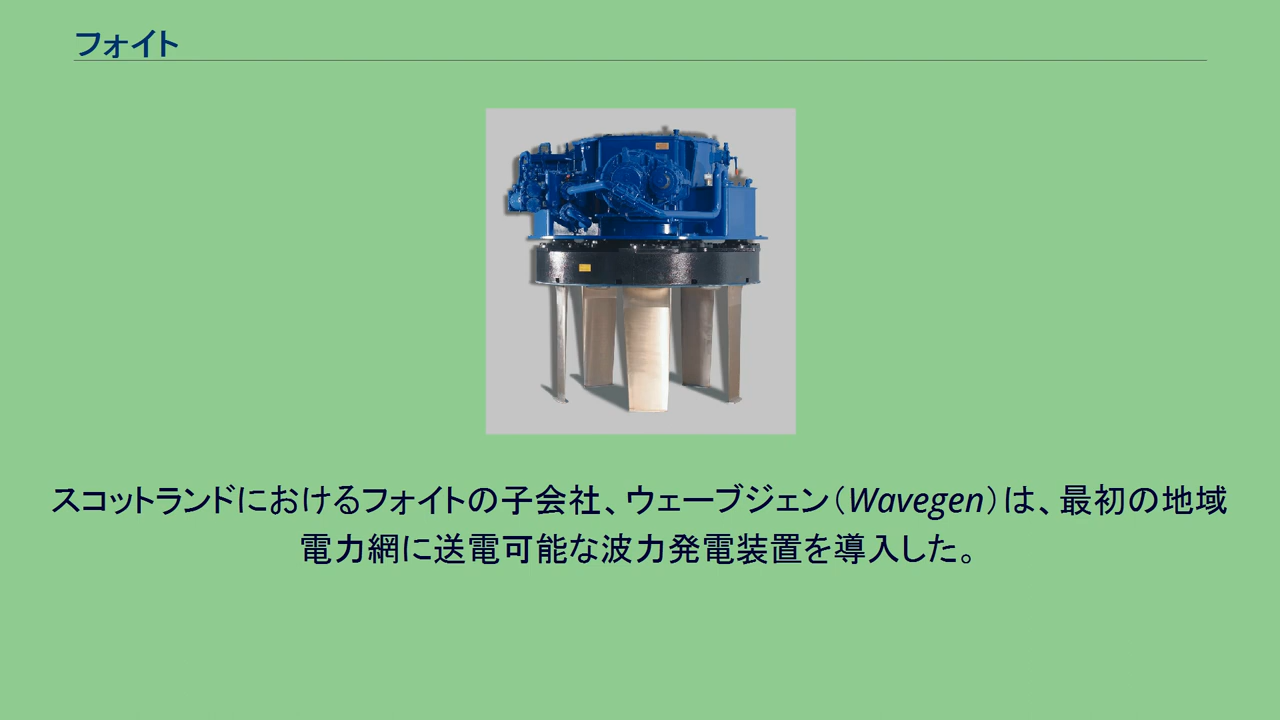 フォイト
スコットランドにおけるフォイトの子会社、ウェーブジェン（Wavegen）は、最初の地域
電力網に送電可能な波力発電装置を導入した。